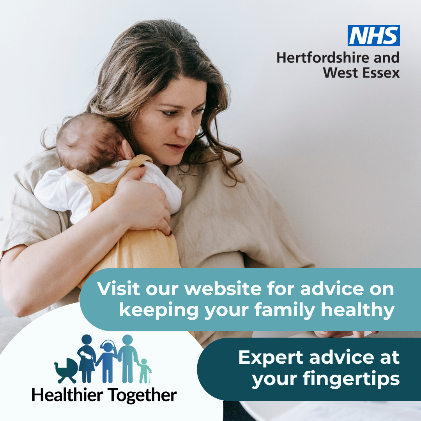 NHS
Hertfordshire and
West Essex
Visit our website for advice on
keeping your family healthy
Expert advice at
your fingertips
Healthier Together